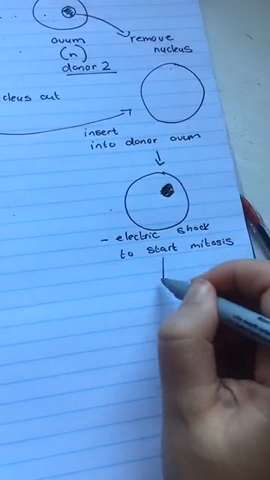 ovum
(n)
donor 2
remove
nucleus
cleus out
insert
into donor ovum
- electric shock
to start mitosis